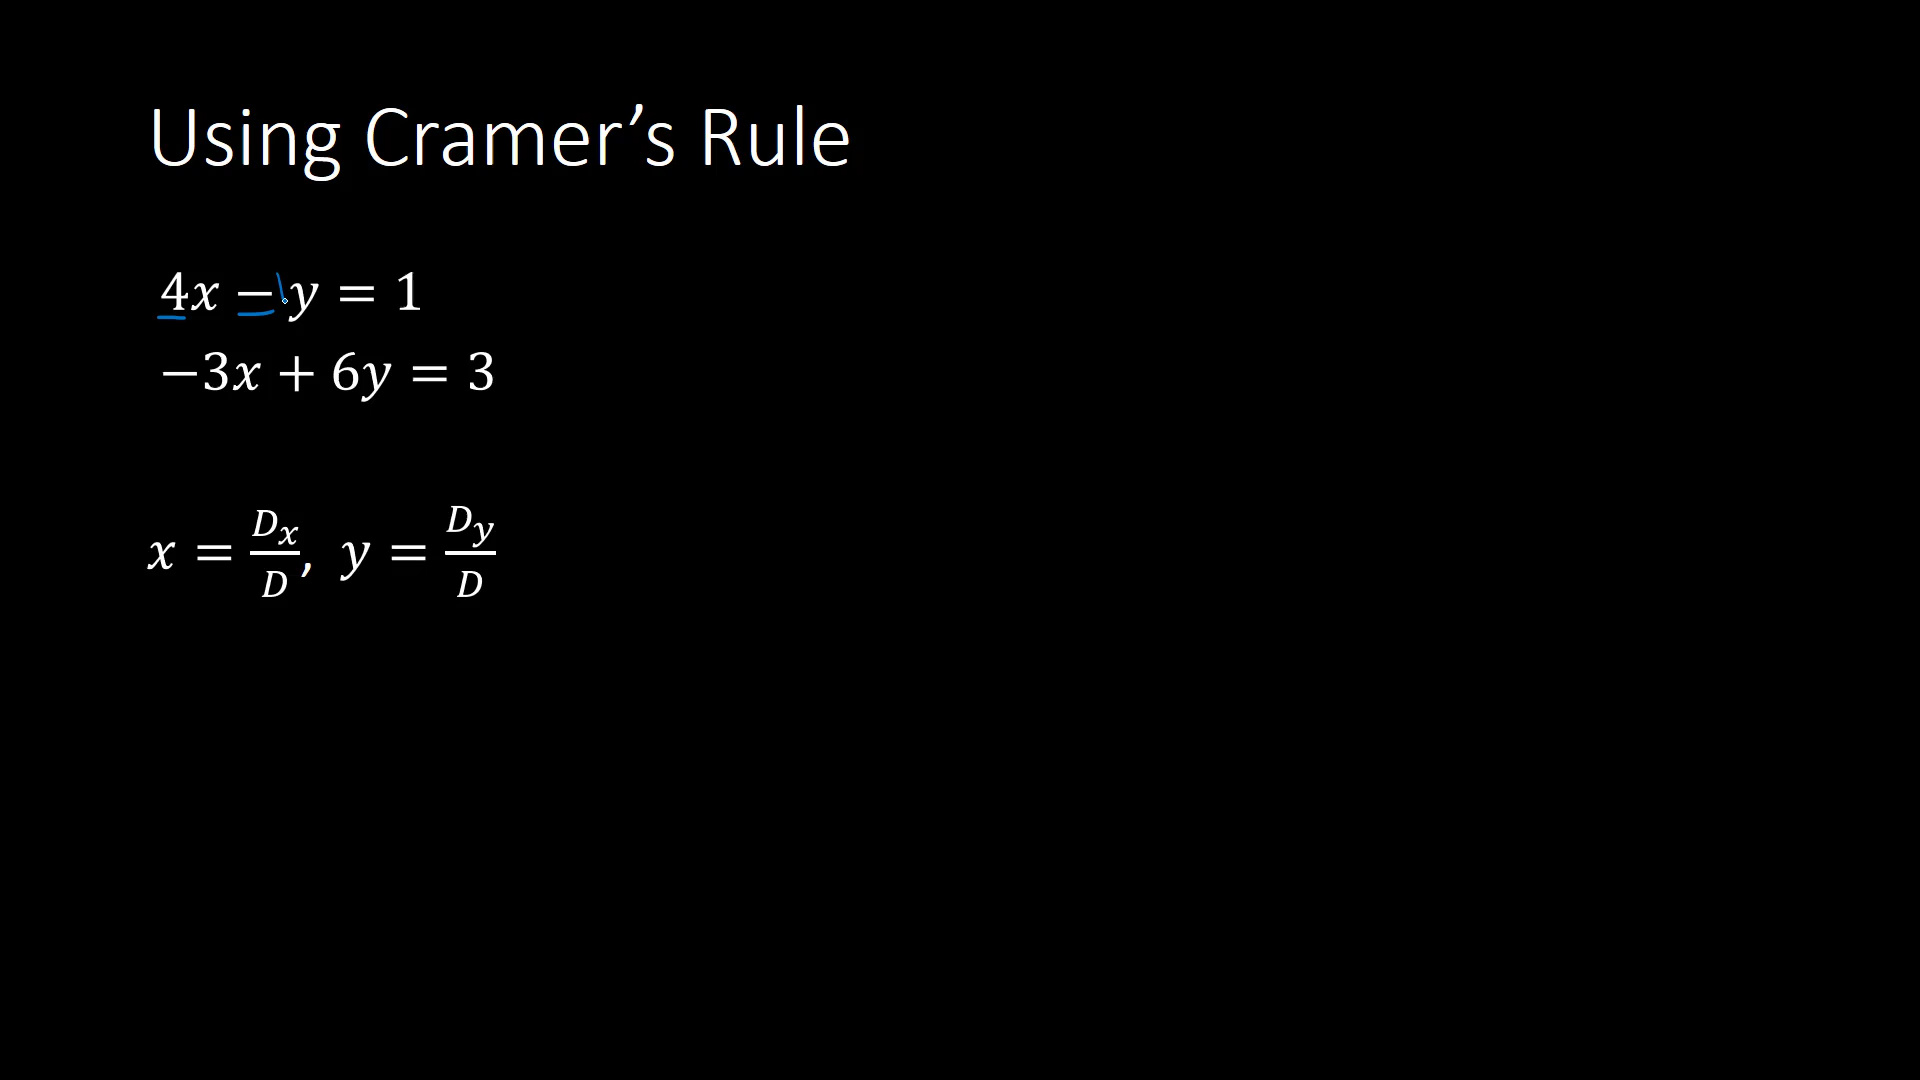 Using Cramer’s Rule
4x − y = 1
−3x + 6y = 3
x = Dx/D, y = Dy/D